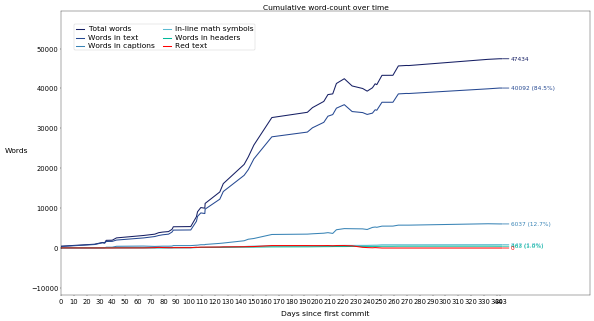 Cumulative word-count over time
Total words
Words in text
Words in captions
In-line math symbols
Words in headers
Red text
50000
40000
30000
20000
10000
0
−10000
Words
47434
40092 (84.5%)
6037 (12.7%)
0 10 20 30 40 50 60 70 80 90 100 110 120 130 140 150 160 170 180 190 200 210 220 230 240 250 260 270 280 290 300 310 320 330
Days since first commit